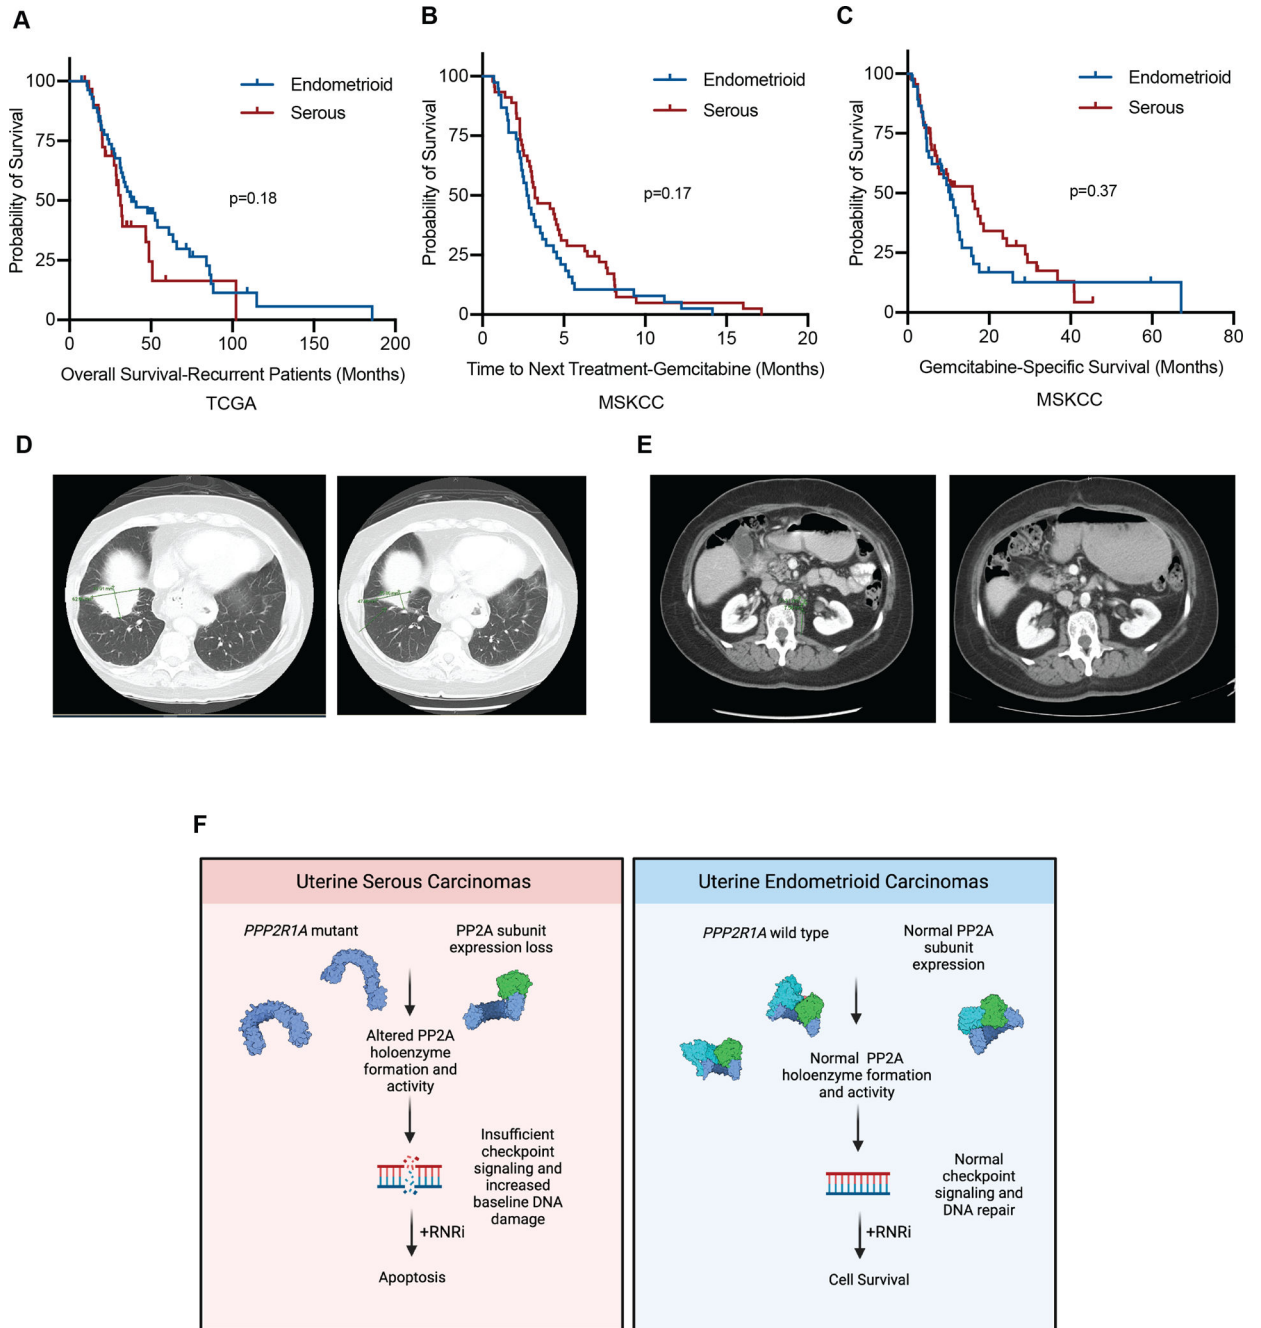 A
100
75
50
25
0
Probability of Survival
Endometrioid
Serous
p=0.18
0
50
100
150
200
Overall Survival-Recurrent Patients (Months)
TCGA
B
100
75
50
25
0
Probability of Survival
Endometrioid
Serous
p=0.17
0
5
10
15
20
Time to Next Treatment-Gemcitabine (Months)
MSKCC
C
100
75
50
25
0
Probability of Survival
Endometrioid
Serous
p=0.37
0
20
40
60
80
Gemcitabine-Specific Survival (Months)
MSKCC
D
E
F
Uterine Serous Carcinomas
PPP2R1A mutant
PP2A subunit
expression loss
Altered PP2A
holoenzyme
formation and
activity
Insufficient
checkpoint
signaling and
increased
baseline DNA
damage
+RNRi
Apoptosis
Uterine Endometrioid Carcinomas
PPP2R1A wild type
Normal PP2A
subunit
expression
Normal PP2A
holoenzyme formation
and activity
Normal
checkpoint
signaling and
DNA repair
+RNRi
Cell Survival